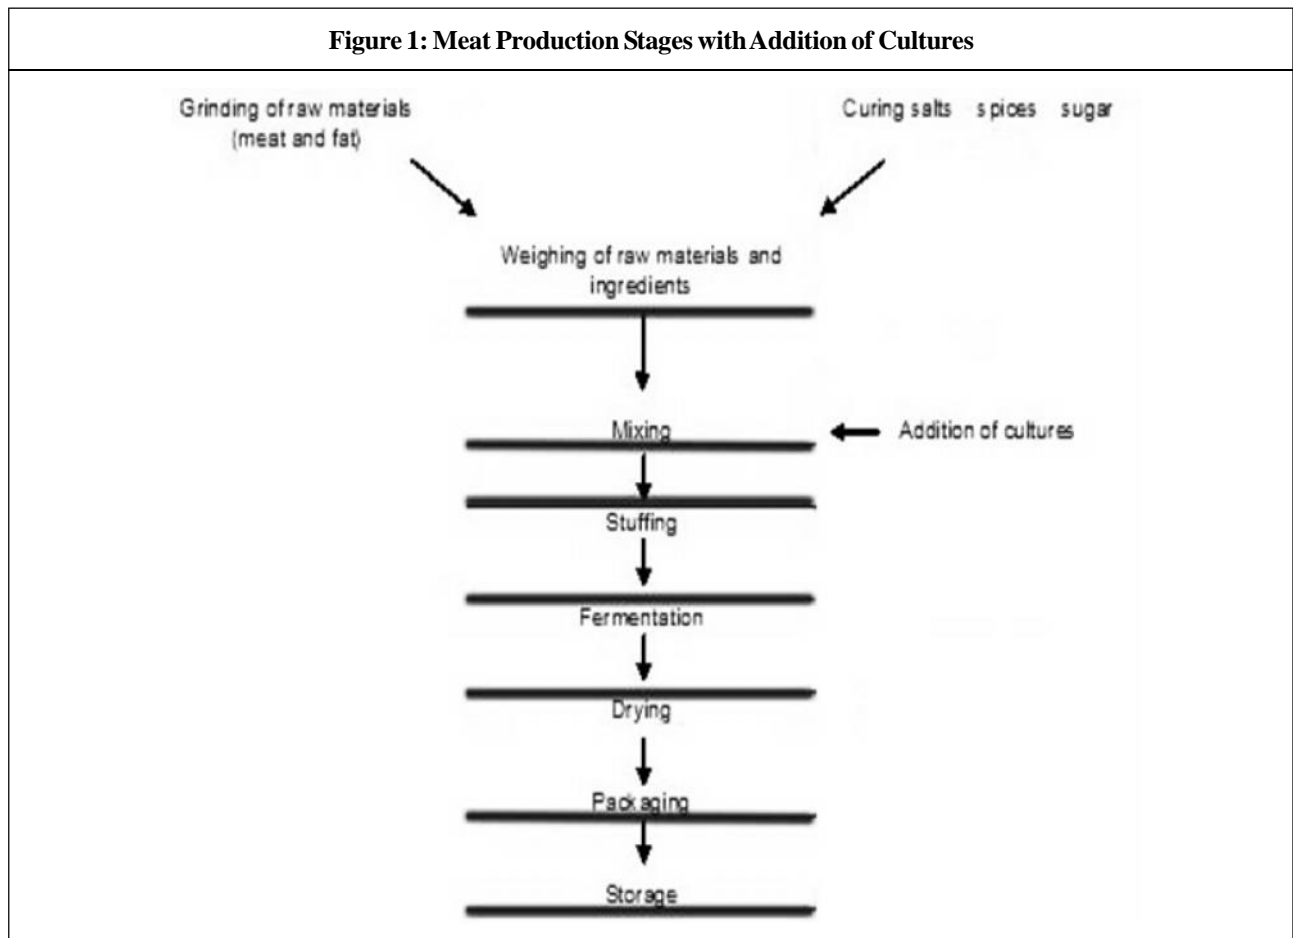 Figure 1: Meat Production Stages with Addition of Cultures
Grinding of raw materials
(meat and fat)
Curing salts spices sugar
Weighing of raw materials and
ingredients
Mixing
Addition of cultures
Stuffing
Fermentation
Drying
Packaging
Storage